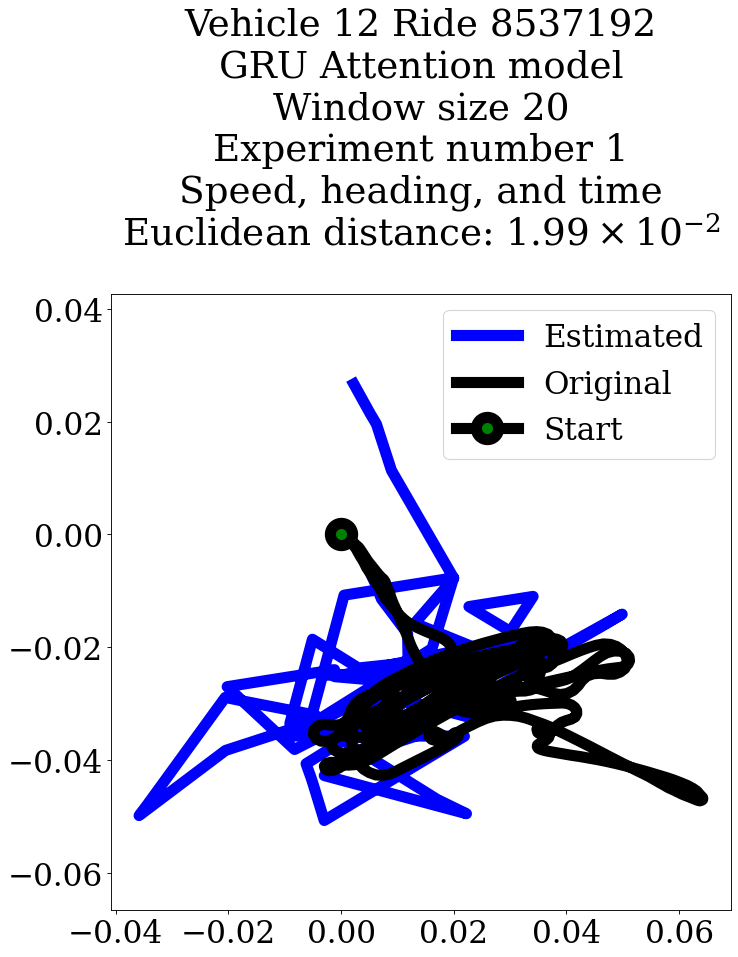 Vehicle 12 Ride 8537192
GRU Attention model
Window size 20
Experiment number 1
Speed, heading, and time
Euclidean distance: 1.99 × 10⁻²
Estimated
Original
Start
0.04
0.02
0.00
−0.02
−0.04
−0.06
−0.04 −0.02 0.00 0.02 0.04 0.06